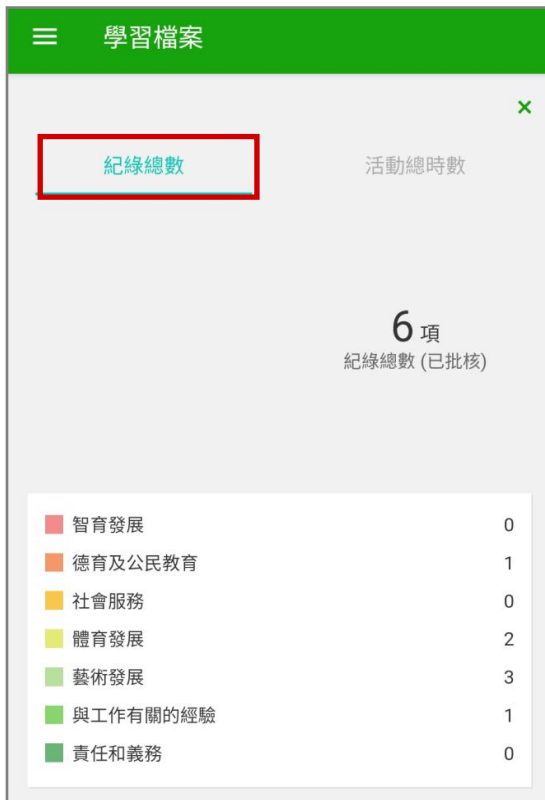 學習檔案
紀綠總數 活動總時數
6 項
紀綠總數 (已批核)
智育發展 0
德育及公民教育 1
社會服務 0
體育發展 2
藝術發展 3
與工作有關的經驗 1
責任和義務 0